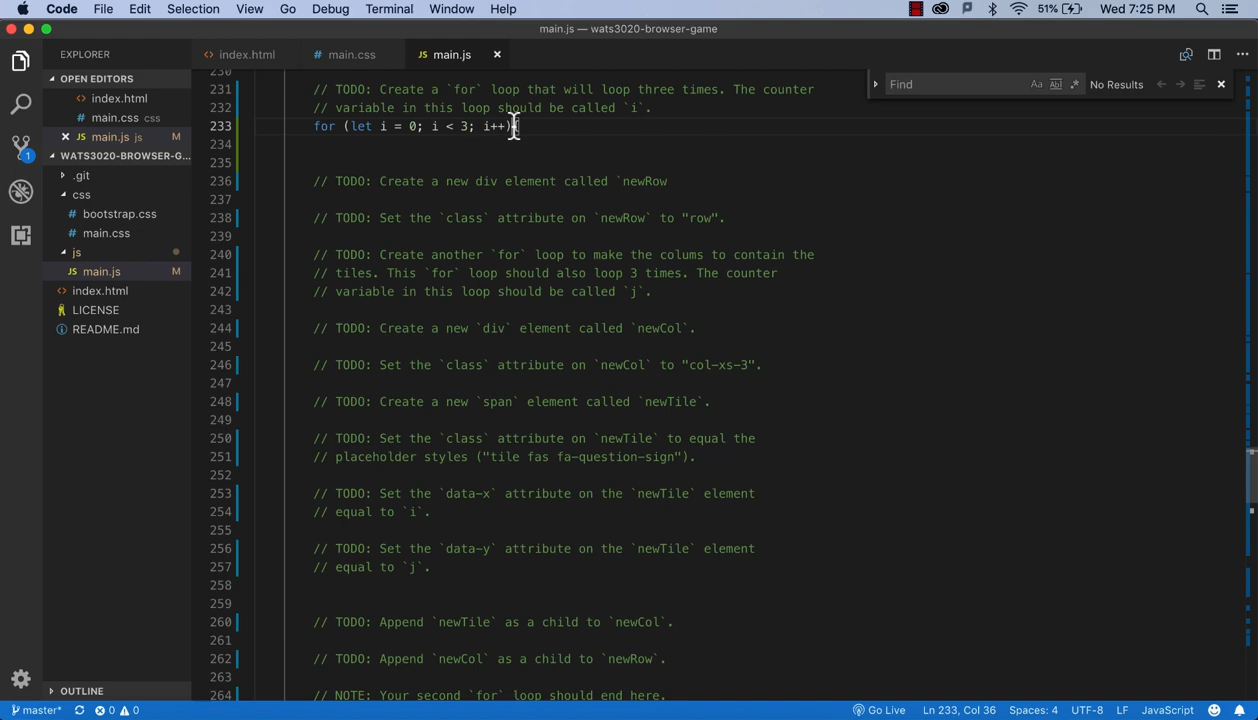 Code File Edit Selection View Go Debug Terminal Window Help 51% Wed 7:25 PM
main.js — wats3020-browser-game
EXPLORER
index.html main.css main.js
OPEN EDITORS
index.html
main.css css
main.js js M
WATS3020-BROWSER-G...
.git
css
bootstrap.css
main.css
js
main.js M
index.html
LICENSE
README.md
OUTLINE
1
Find Aa Abl .* No Results
230
231 // TODO: Create a `for` loop that will loop three times. The counter
232 // variable in this loop should be called `i`.
233 for (let i = 0; i < 3; i++)
234
235
236 // TODO: Create a new div element called `newRow
237
238 // TODO: Set the `class` attribute on `newRow` to "row".
239
240 // TODO: Create another `for` loop to make the colums to contain the
241 // tiles. This `for` loop should also loop 3 times. The counter
242 // variable in this loop should be called `j`.
243
244 // TODO: Create a new `div` element called `newCol`.
245
246 // TODO: Set the `class` attribute on `newCol` to "col-xs-3".
247
248 // TODO: Create a new `span` element called `newTile`.
249
250 // TODO: Set the `class` attribute on `newTile` to equal the
251 // placeholder styles ("tile fas fa-question-sign").
252
253 // TODO: Set the `data-x` attribute on the `newTile` element
254 // equal to `i`.
255
256 // TODO: Set the `data-y` attribute on the `newTile` element
257 // equal to `j`.
258
259
260 // TODO: Append `newTile` as a child to `newCol`.
261
262 // TODO: Append `newCol` as a child to `newRow`.
263
264 // NOTE: Your second `for` loop should end here.
master* 0 0 Go Live Ln 233, Col 36 Spaces: 4 UTF-8 LF JavaScript